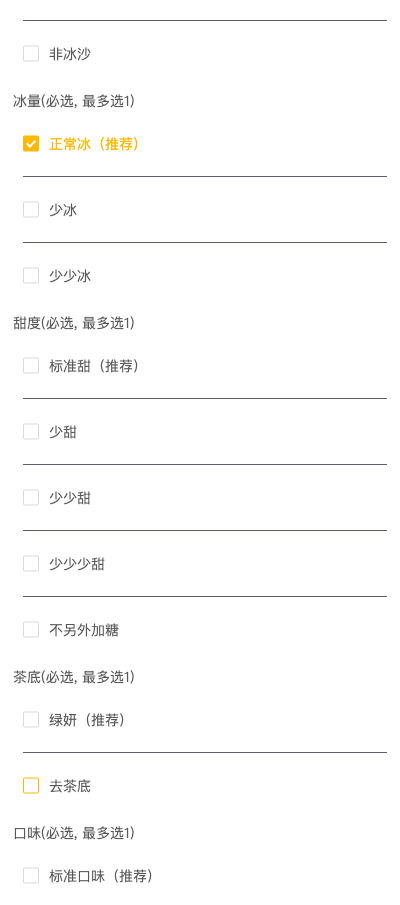 非冰沙
冰量(必选, 最多选1)
正常冰（推荐）
少冰
少少冰
甜度(必选, 最多选1)
标准甜（推荐）
少甜
少少甜
少少少甜
不另外加糖
茶底(必选, 最多选1)
绿妍（推荐）
去茶底
口味(必选, 最多选1)
标准口味（推荐）